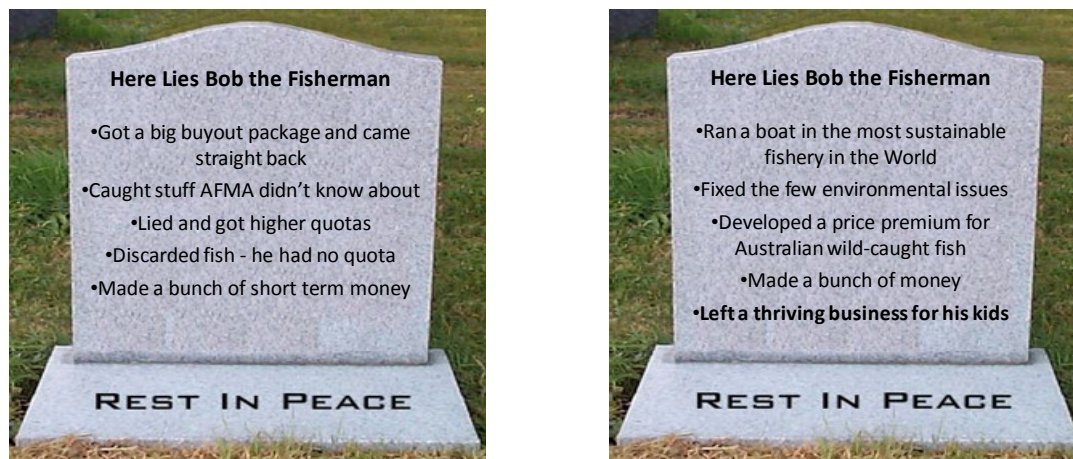 Here Lies Bob the Fisherman
•Got a big buyout package and came
straight back
•Caught stuff AFMA didn’t know about
•Lied and got higher quotas
•Discarded fish - he had no quota
•Made a bunch of short term money
REST IN PEACE
Here Lies Bob the Fisherman
•Ran a boat in the most sustainable
fishery in the World
•Fixed the few environmental issues
•Developed a price premium for
Australian wild-caught fish
•Made a bunch of money
•Left a thriving business for his kids
REST IN PEACE